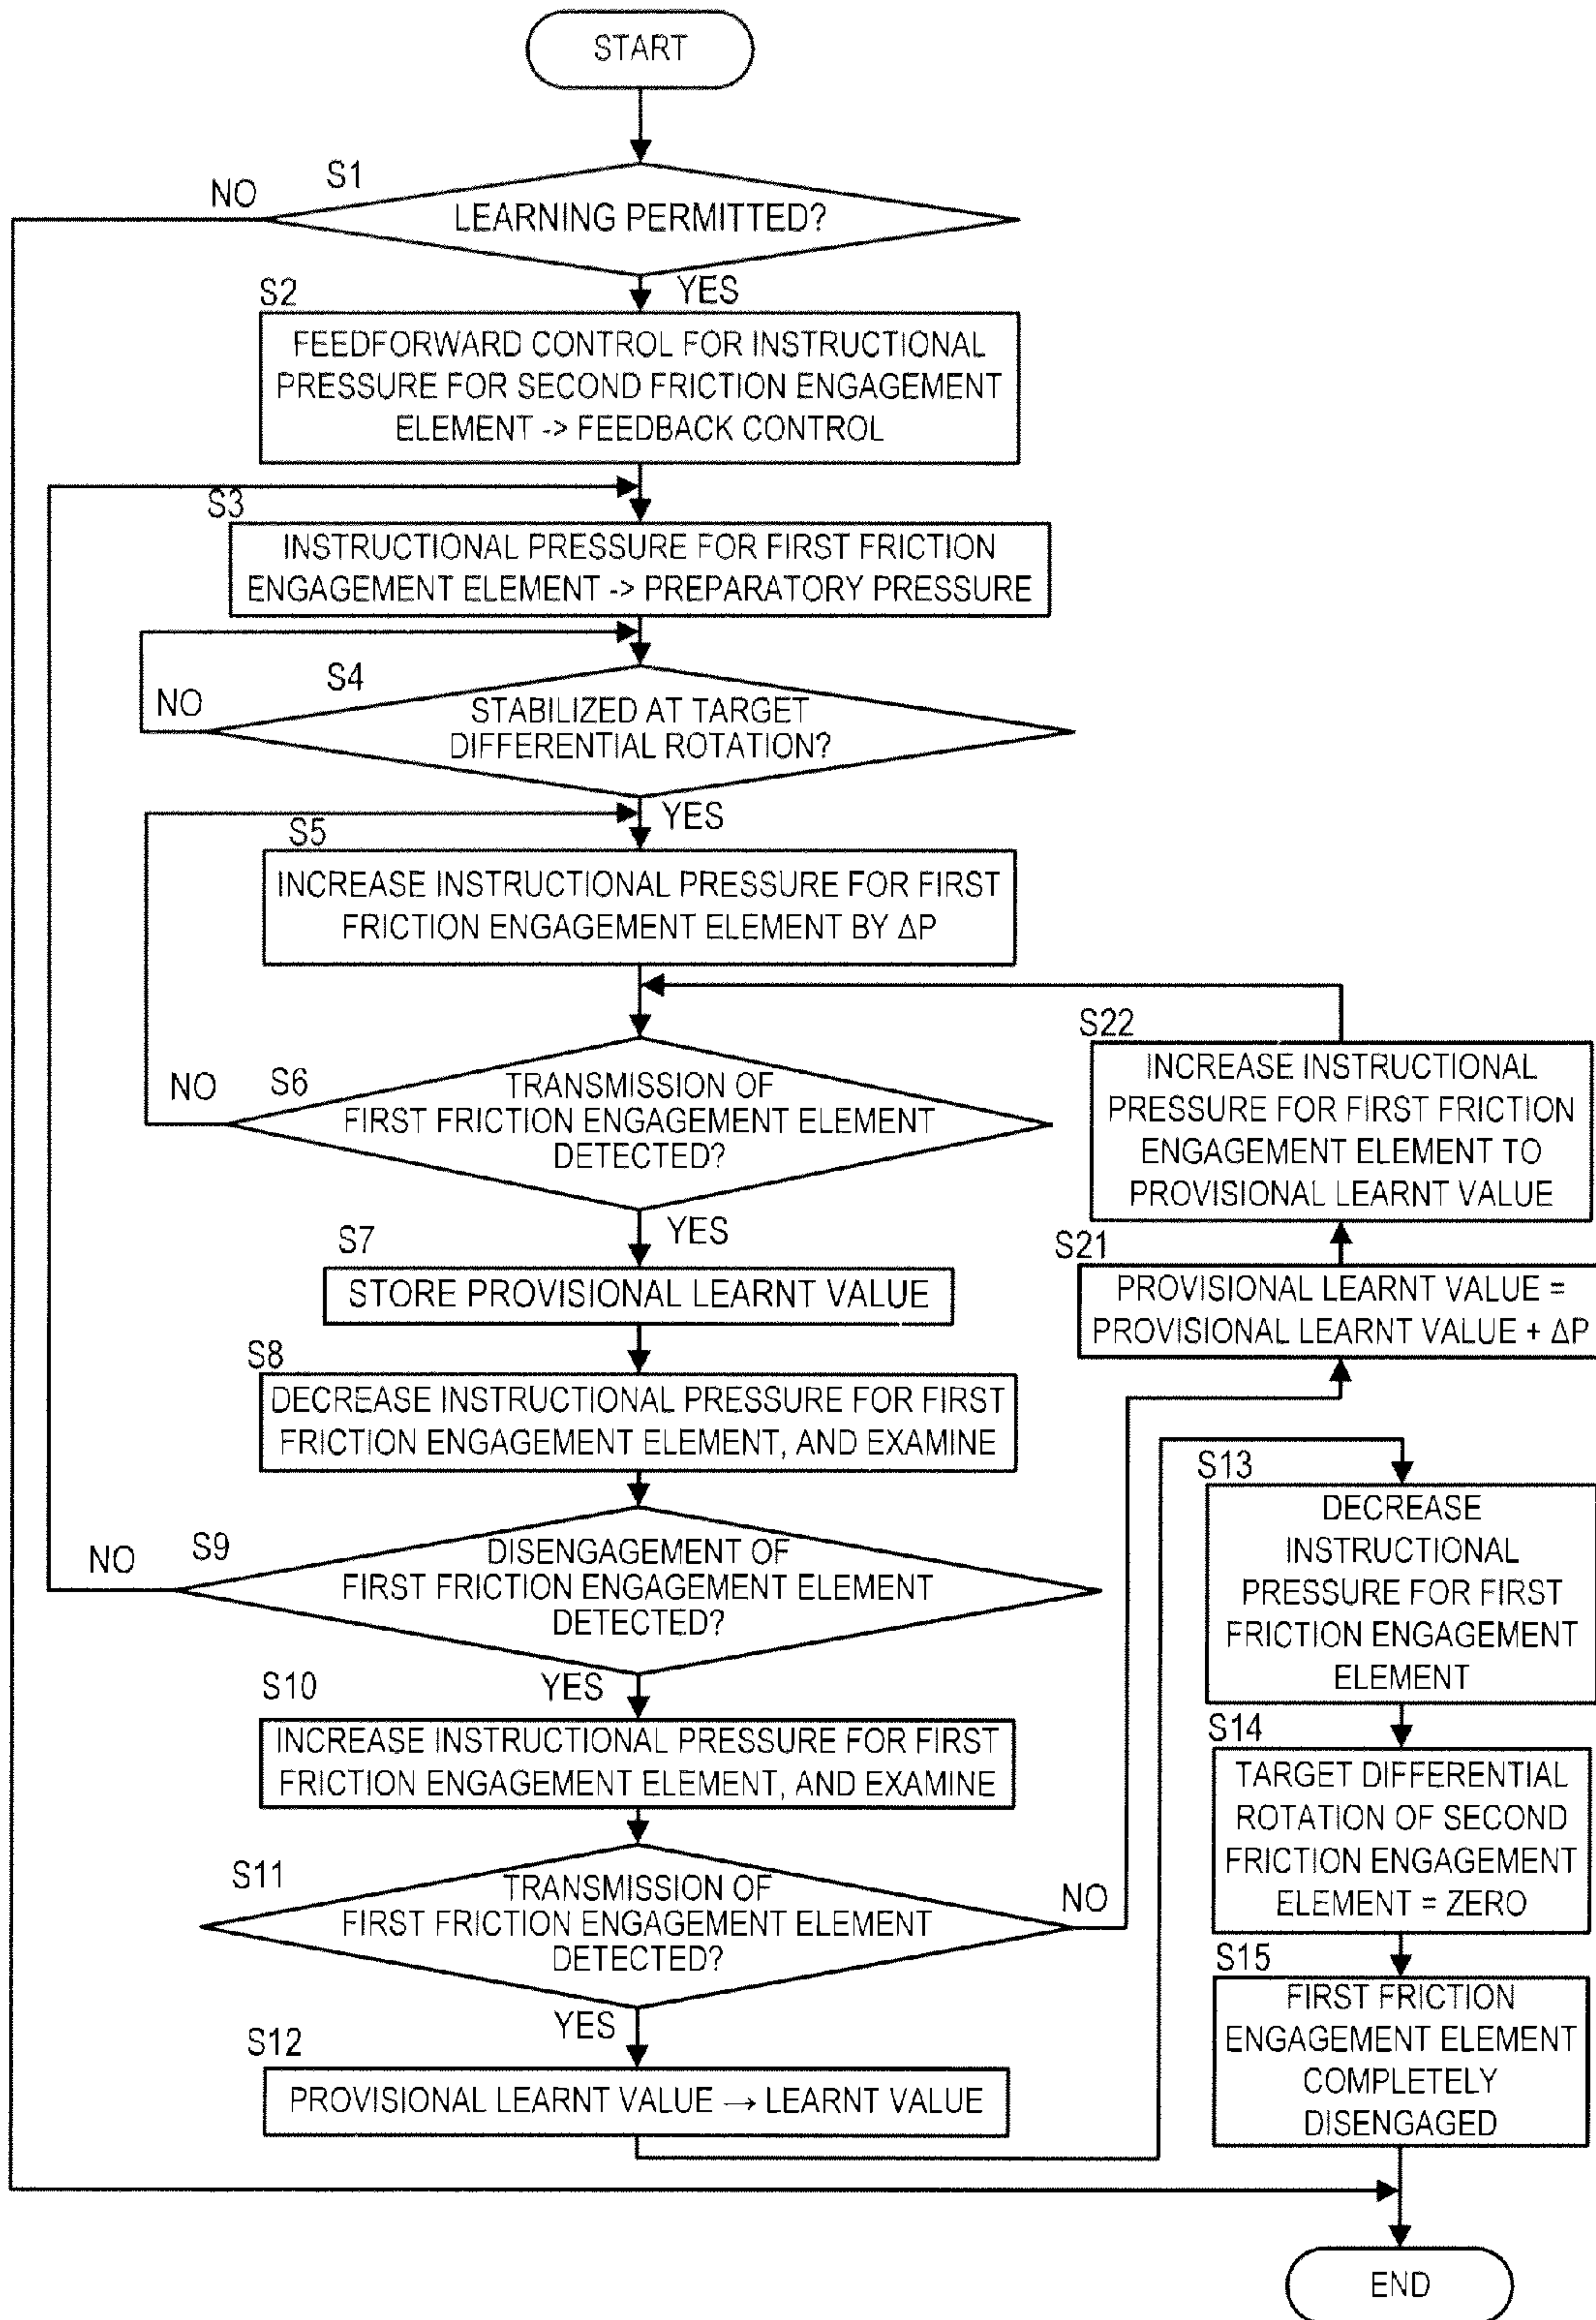 START
S1
NO
LEARNING PERMITTED?
YES
S2
FEEDFORWARD CONTROL FOR INSTRUCTIONAL
PRESSURE FOR SECOND FRICTION ENGAGEMENT
ELEMENT -> FEEDBACK CONTROL
S3
INSTRUCTIONAL PRESSURE FOR FIRST FRICTION
ENGAGEMENT ELEMENT -> PREPARATORY PRESSURE
S4
NO
STABILIZED AT TARGET
DIFFERENTIAL ROTATION?
YES
S5
INCREASE INSTRUCTIONAL PRESSURE FOR FIRST
FRICTION ENGAGEMENT ELEMENT BY ΔP
S6
NO
TRANSMISSION OF
FIRST FRICTION ENGAGEMENT ELEMENT
DETECTED?
YES
S7
STORE PROVISIONAL LEARNT VALUE
S8
DECREASE INSTRUCTIONAL PRESSURE FOR FIRST
FRICTION ENGAGEMENT ELEMENT, AND EXAMINE
S9
NO
DISENGAGEMENT OF
FIRST FRICTION ENGAGEMENT ELEMENT
DETECTED?
YES
S10
INCREASE INSTRUCTIONAL PRESSURE FOR FIRST
FRICTION ENGAGEMENT ELEMENT, AND EXAMINE
S11
TRANSMISSION OF
FIRST FRICTION ENGAGEMENT ELEMENT
DETECTED?
NO
YES
S12
PROVISIONAL LEARNT VALUE → LEARNT VALUE
S22
INCREASE INSTRUCTIONAL
PRESSURE FOR FIRST FRICTION
ENGAGEMENT ELEMENT TO
PROVISIONAL LEARNT VALUE
S21
PROVISIONAL LEARNT VALUE =
PROVISIONAL LEARNT VALUE + ΔP
S13
DECREASE
INSTRUCTIONAL
PRESSURE FOR FIRST
FRICTION ENGAGEMENT
ELEMENT
S14
TARGET DIFFERENTIAL
ROTATION OF SECOND
FRICTION ENGAGEMENT
ELEMENT = ZERO
S15
FIRST FRICTION
ENGAGEMENT ELEMENT
COMPLETELY
DISENGAGED
END